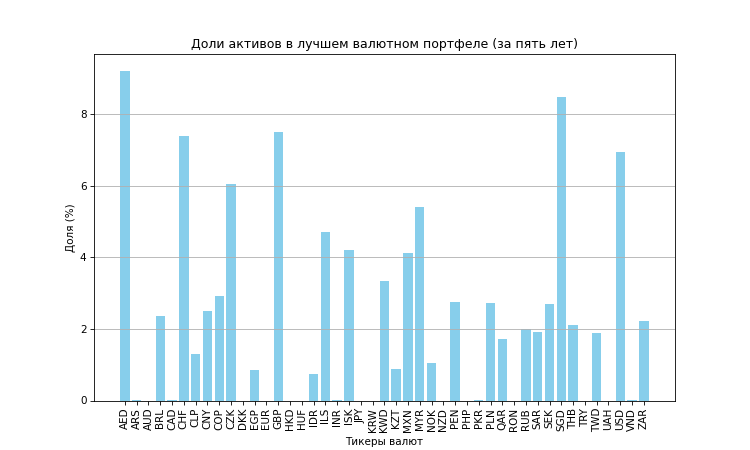 Доли активов в лучшем валютном портфеле (за пять лет)
Доля (%)
8
6
4
2
0
AED ARS AUD BRL CAD CHF CLP CNY COP CZK DKK EGP EUR GBP HKD HUF IDR ILS INR ISK JPY KRW KWD KZT MXN MYR NOK NZD PEN PHP PKR PLN QAR RON RUB SAR SEK SGD THB TRY TWD UAH USD VND ZAR
Тикеры валют